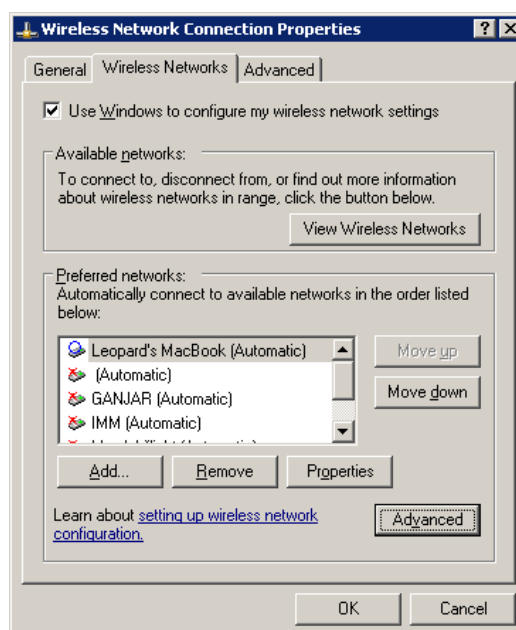 Wireless Network Connection Properties
General Wireless Networks Advanced
Use Windows to configure my wireless network settings
Available networks:
To connect to, disconnect from, or find out more information
about wireless networks in range, click the button below.
View Wireless Networks
Preferred networks:
Automatically connect to available networks in the order listed
below:
Leopard's MacBook (Automatic)
(Automatic)
GANJAR (Automatic)
IMM (Automatic)
Move up
Move down
Add... Remove Properties
Learn about setting up wireless network
configuration.
Advanced
OK Cancel